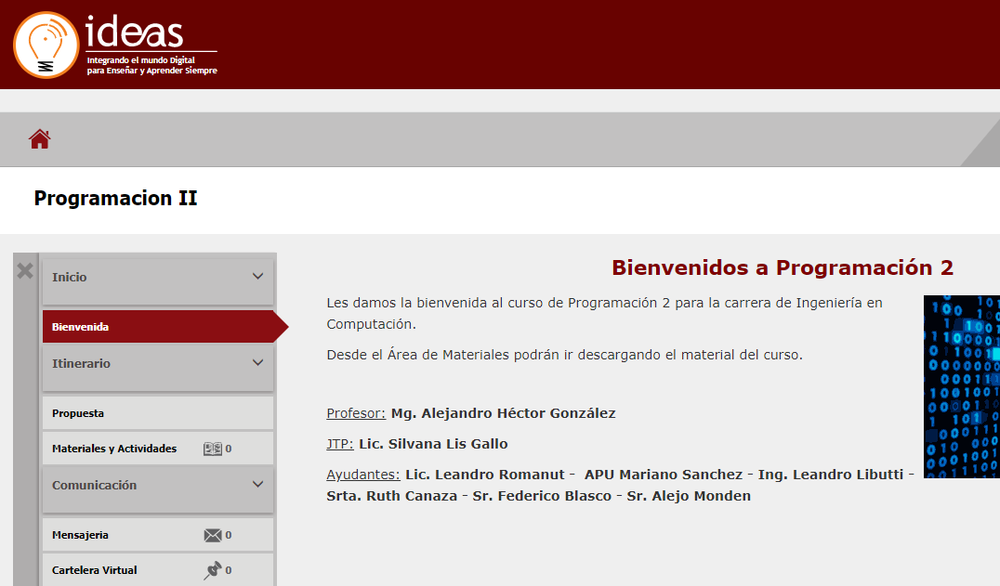 ideas
Integrando el mundo Digital
para Enseñar y Aprender Siempre
Programacion II
Inicio
Bienvenida
Itinerario
Propuesta
Materiales y Actividades 0
Comunicación
Mensajeria 0
Cartelera Virtual 0
Bienvenidos a Programación 2
Les damos la bienvenida al curso de Programación 2 para la carrera de Ingeniería en
Computación.
Desde el Área de Materiales podrán ir descargando el material del curso.
Profesor: Mg. Alejandro Héctor González
JTP: Lic. Silvana Lis Gallo
Ayudantes: Lic. Leandro Romanut - APU Mariano Sanchez - Ing. Leandro Libutti -
Srta. Ruth Canaza - Sr. Federico Blasco - Sr. Alejo Monden